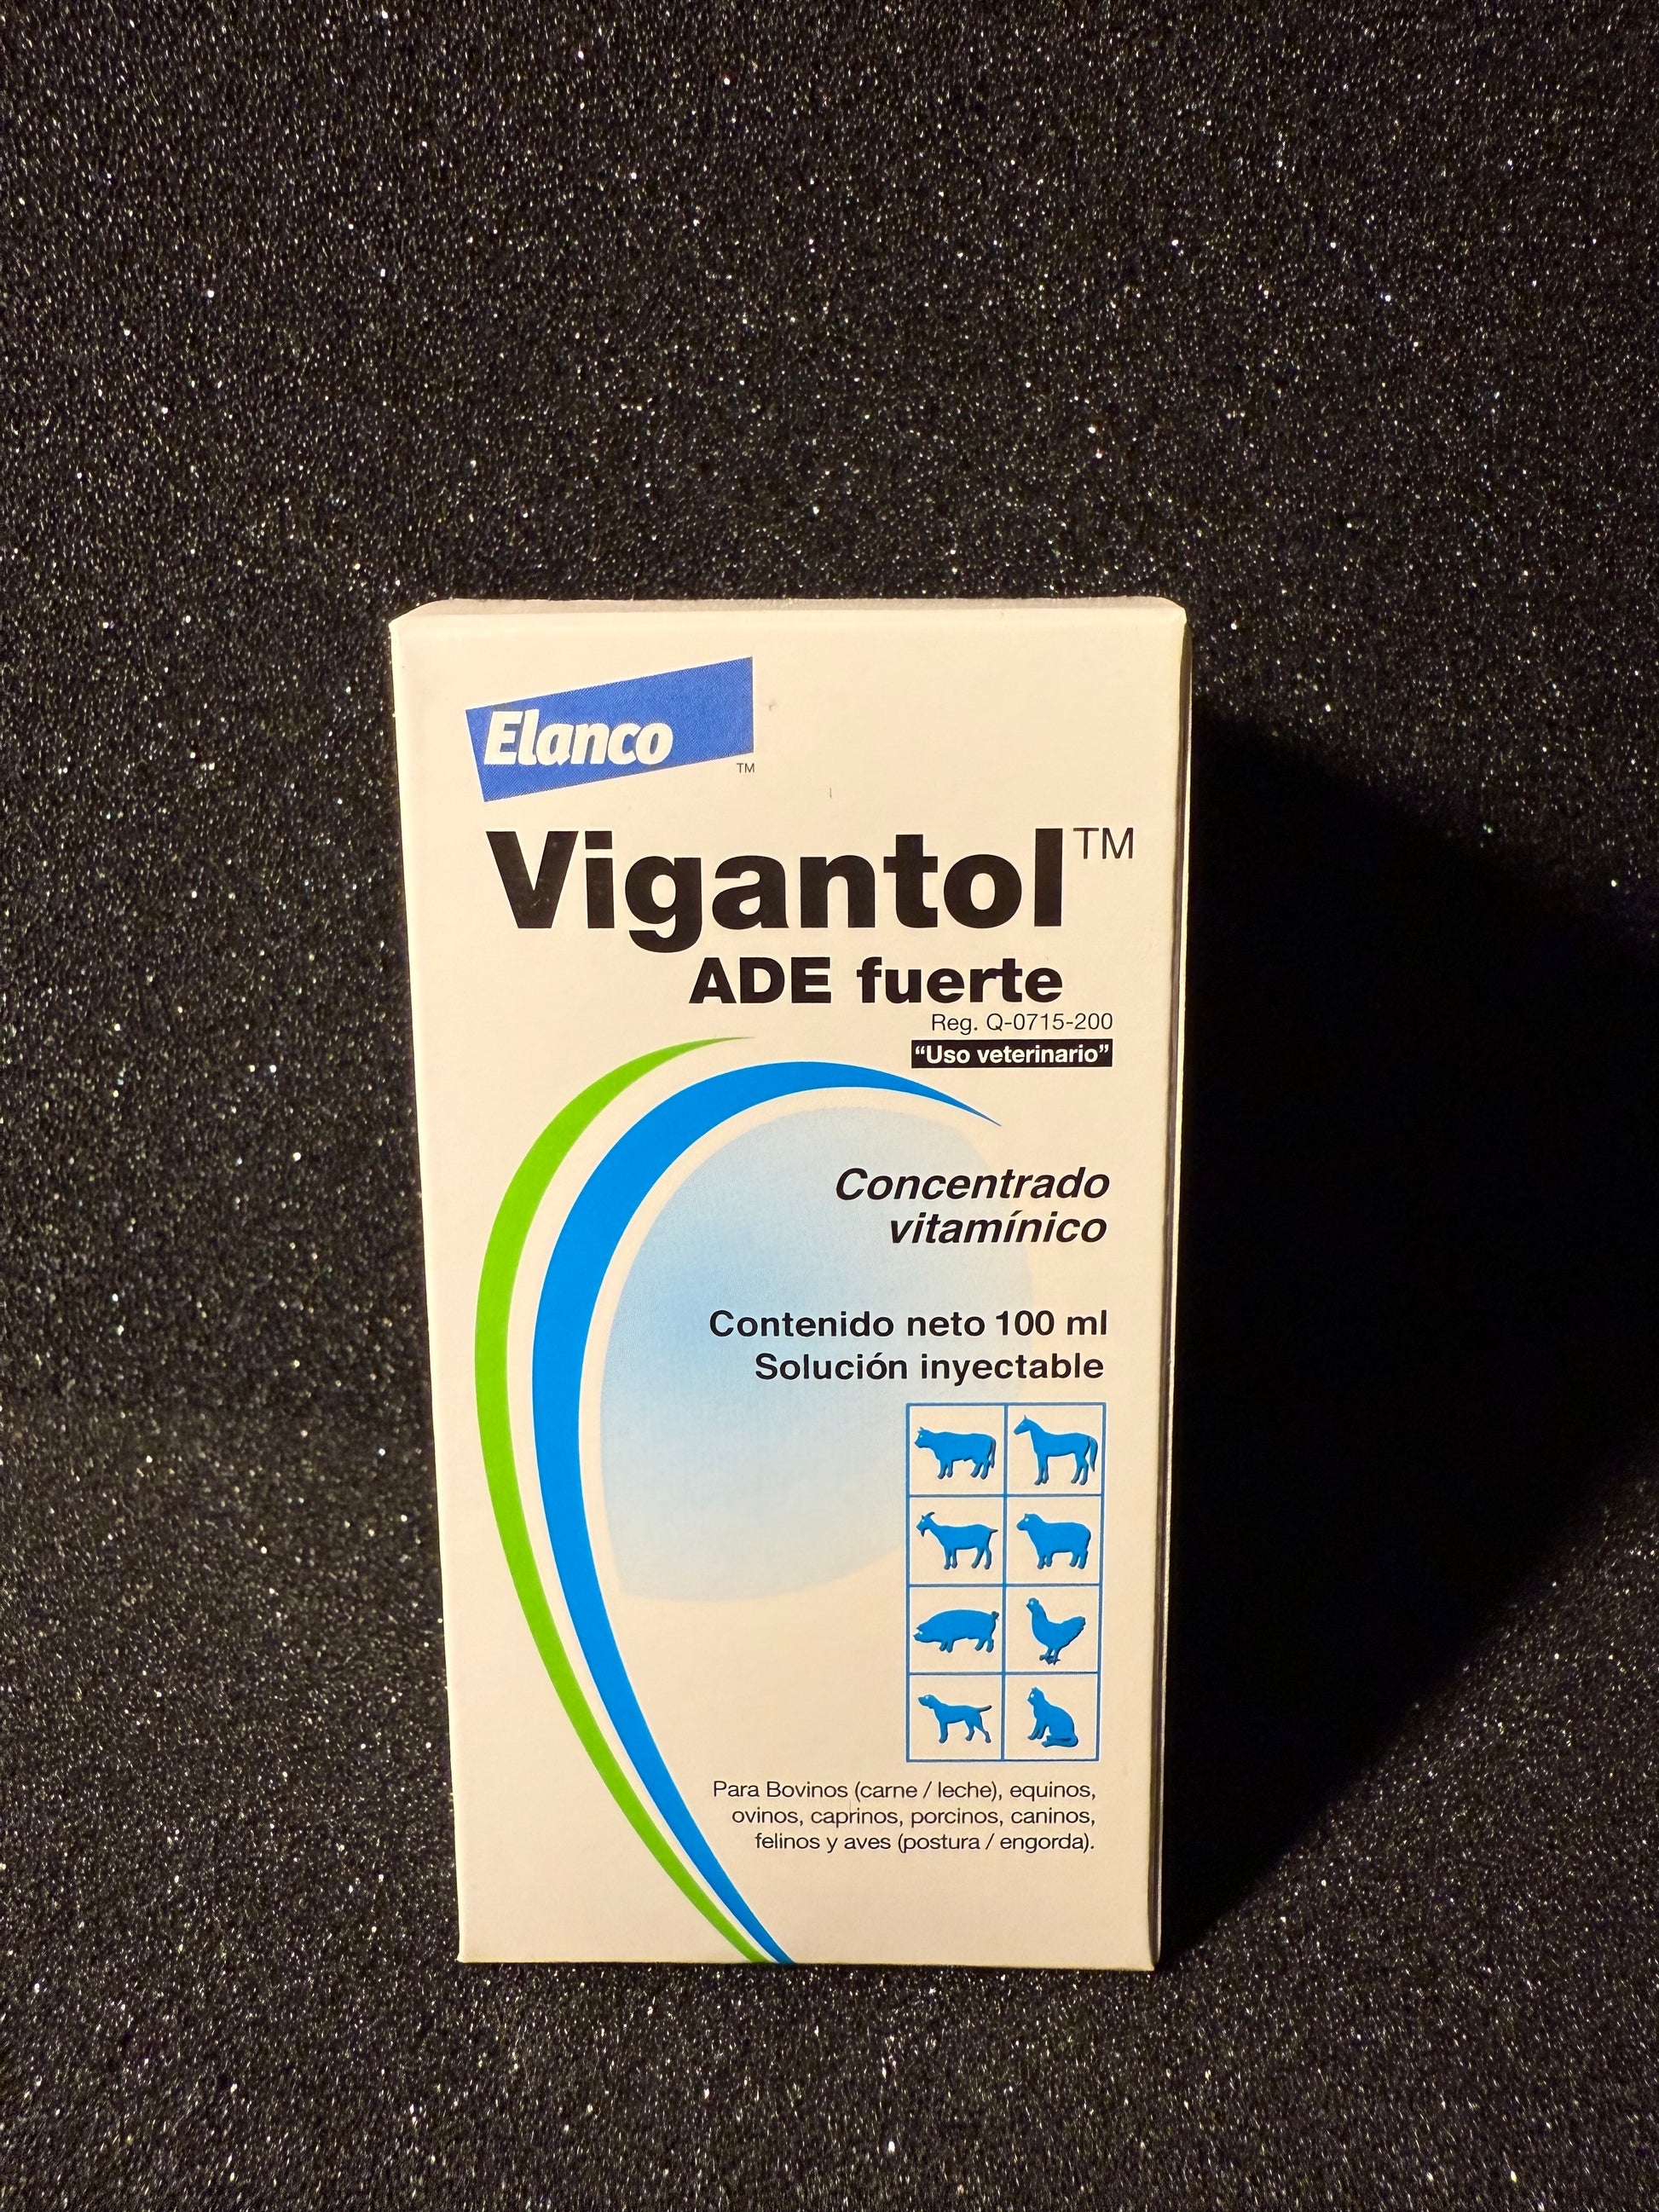 Elanco
TM
Vigantol™
ADE fuerte
Reg. Q-0715-200
“Uso veterinario”
Concentrado
vitamínico
Contenido neto 100 ml
Solución inyectable
Para Bovinos (carne / leche), equinos,
ovinos, caprinos, porcinos, caninos,
felinos y aves (postura / engorda).